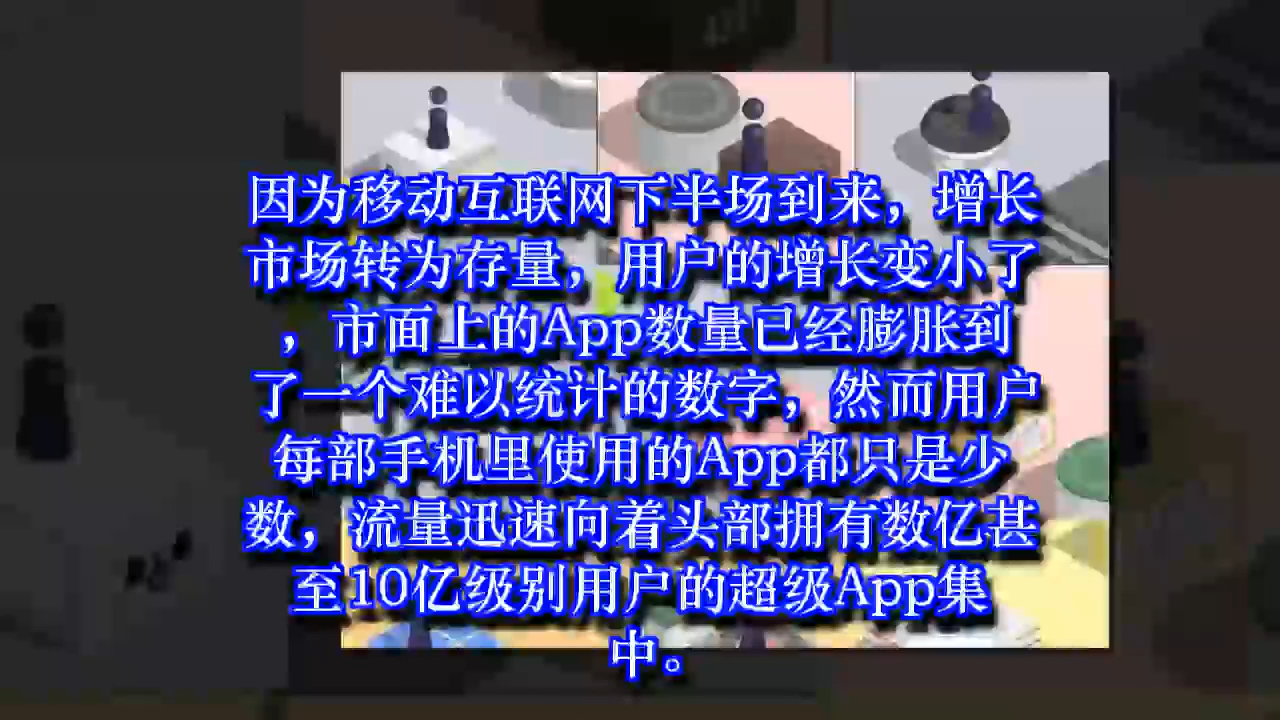 因为移动互联网下半场到来，增长
市场转为存量，用户的增长变小了
，市面上的App数量已经膨胀到
了一个难以统计的数字，然而用户
每部手机里使用的App都只是少
数，流量迅速向着头部拥有数亿甚
至10亿级别用户的超级App集
中。